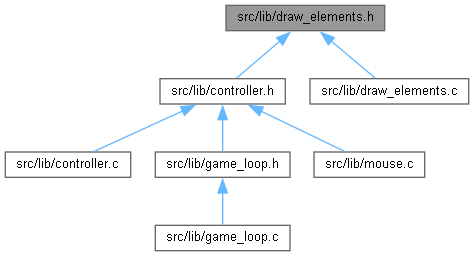 src/lib/draw_elements.h
src/lib/controller.h
src/lib/draw_elements.c
src/lib/controller.c
src/lib/game_loop.h
src/lib/mouse.c
src/lib/game_loop.c